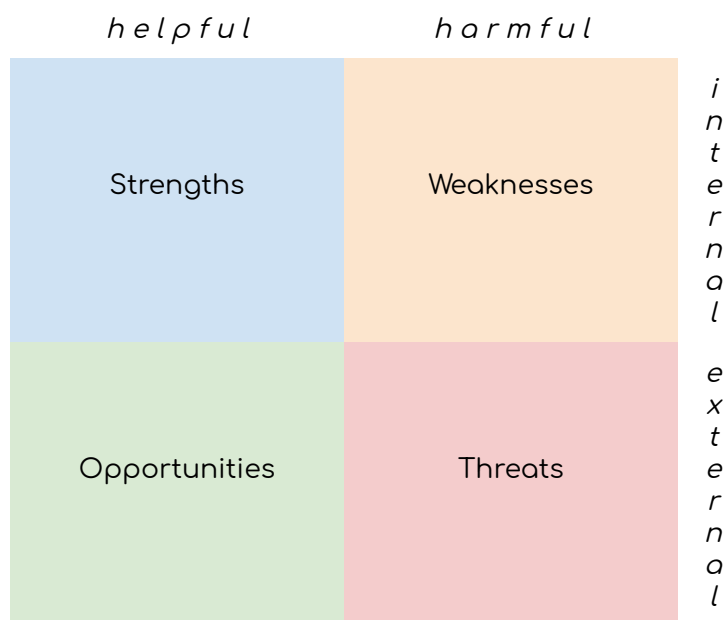 helpful harmful
Strengths Weaknesses
internal
Opportunities Threats
external